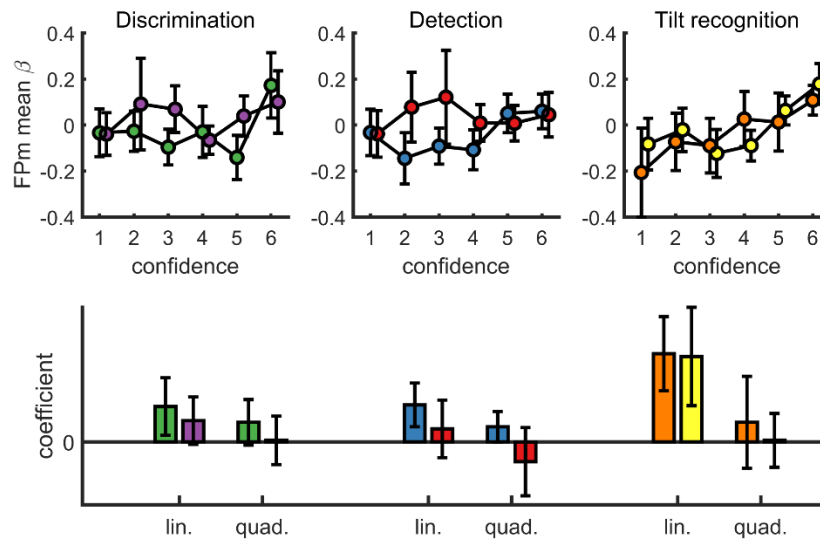 Discrimination Detection Tilt recognition
FPm mean β
0.4 0.4 0.4
0.2 0.2 0.2
0 0 0
-0.2 -0.2 -0.2
-0.4 -0.4 -0.4
1 2 3 4 5 6 1 2 3 4 5 6 1 2 3 4 5 6
confidence confidence confidence
coefficient
0
lin. quad. lin. quad. lin. quad.